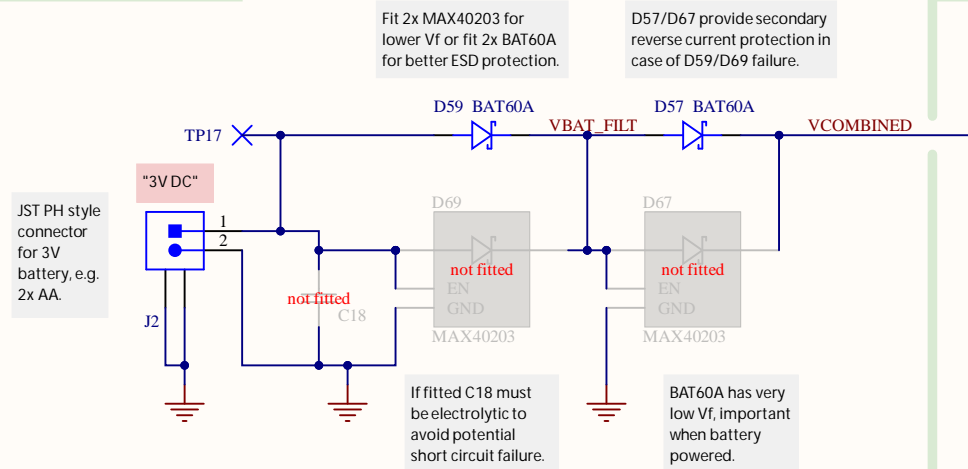 Fit 2x MAX40203 for
lower Vf or fit 2x BAT60A
for better ESD protection.
D57/D67 provide secondary
reverse current protection in
case of D59/D69 failure.
D59 BAT60A
D57 BAT60A
TP17
VBAT_FILT
VCOMBINED
"3V DC"
JST PH style
connector
for 3V
battery, e.g.
2x AA.
1
2
J2
D69
not fitted
EN
GND
MAX40203
D67
not fitted
EN
GND
MAX40203
not fitted
C18
If fitted C18 must
be electrolytic to
avoid potential
short circuit failure.
BAT60A has very
low Vf, important
when battery
powered.